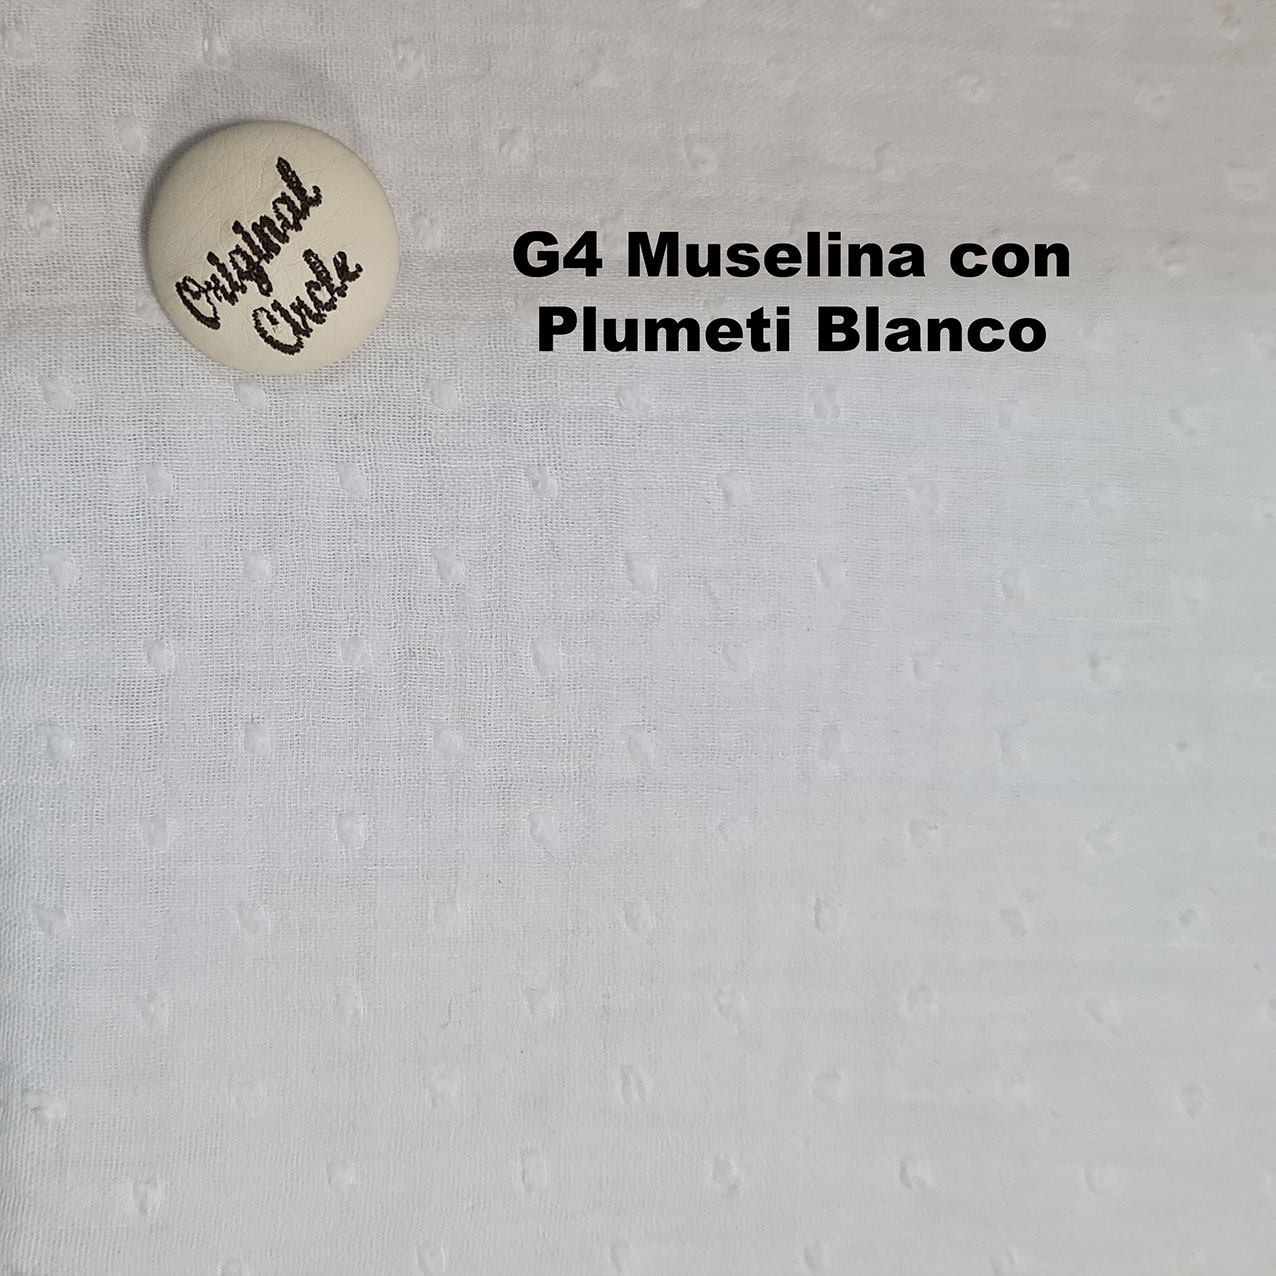 Original
Circle
G4 Muselina con
Plumeti Blanco